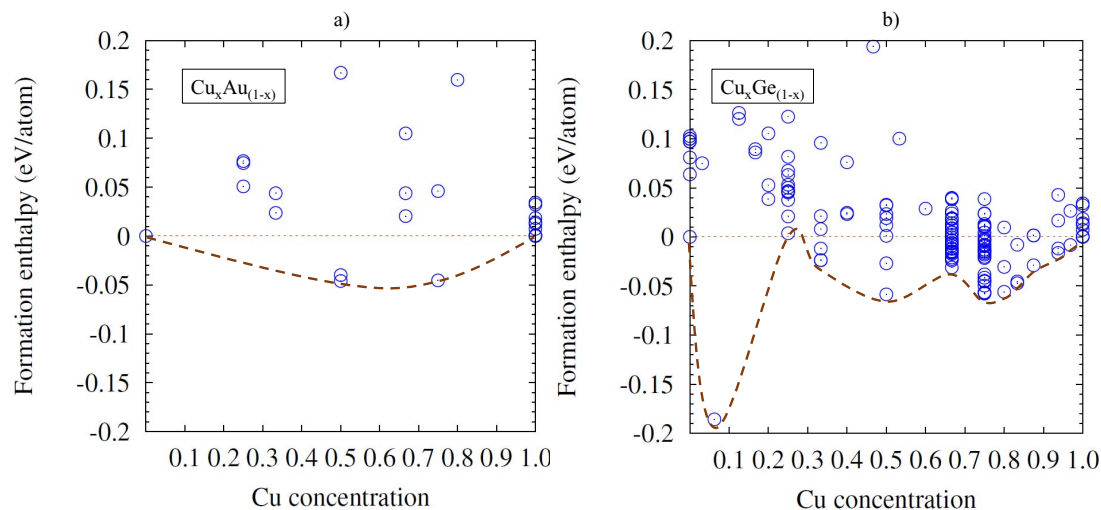 a)
Formation enthalpy (eV/atom)
0.2
0.15
0.1
0.05
0
-0.05
-0.1
-0.15
-0.2
Cu_xAu_(1-x)
0.1 0.2 0.3 0.4 0.5 0.6 0.7 0.8 0.9 1.0
Cu concentration
b)
Formation enthalpy (eV/atom)
0.2
0.15
0.1
0.05
0
-0.05
-0.1
-0.15
-0.2
Cu_xGe_(1-x)
0.1 0.2 0.3 0.4 0.5 0.6 0.7 0.8 0.9 1.0
Cu concentration